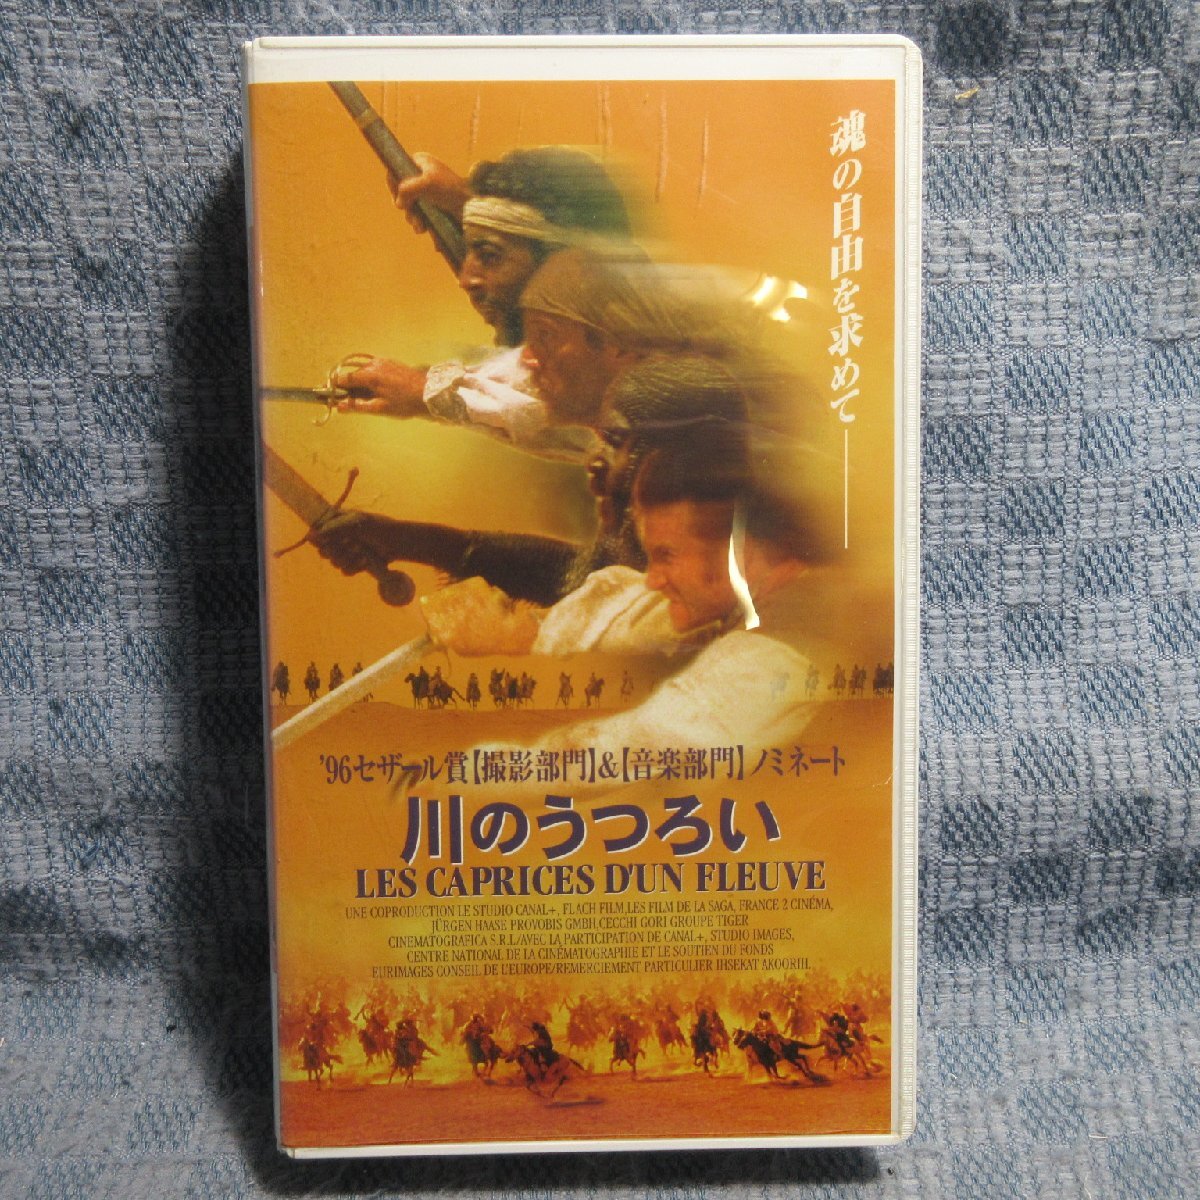 魂の自由を求めて——
'96セザール賞【撮影部門】&【音楽部門】ノミネート
川のうつろい
LES CAPRICES D'UN FLEUVE
UNE COPRODUCTION LE STUDIO CANAL+, FLACH FILM,LES FILM DE LA SAGA, FRANCE 2 CINÉMA,
JÜRGEN HAASE PROVOBIS GMBH,CECCHI GORI GROUPE TIGER
CINEMATOGRAFICA S.R.L/AVEC LA PARTICIPATION DE CANAL+, STUDIO IMAGES,
CENTRE NATIONAL DE LA CINÉMATOGRAPHIE ET LE SOUTIEN DU FONDS
EURIMAGES CONSEIL DE L'EUROPE/REMERCIEMENT PARTICULIER IHSEKAT AKOORIH.